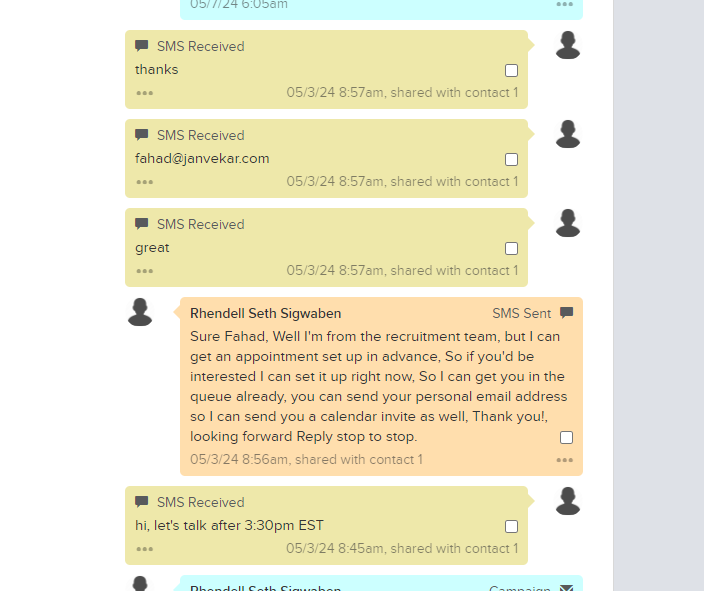 05/7/24 6:05am
SMS Received
thanks
05/3/24 8:57am, shared with contact 1
SMS Received
fahad@janvekar.com
05/3/24 8:57am, shared with contact 1
SMS Received
great
05/3/24 8:57am, shared with contact 1
Rhendell Seth Sigwaben SMS Sent
Sure Fahad, Well I'm from the recruitment team, but I can
get an appointment set up in advance, So if you'd be
interested I can set it up right now, So I can get you in the
queue already, you can send your personal email address
so I can send you a calendar invite as well, Thank you!,
looking forward Reply stop to stop.
05/3/24 8:56am, shared with contact 1
SMS Received
hi, let's talk after 3:30pm EST
05/3/24 8:45am, shared with contact 1
Rhendell Seth Sigwaben Campaign